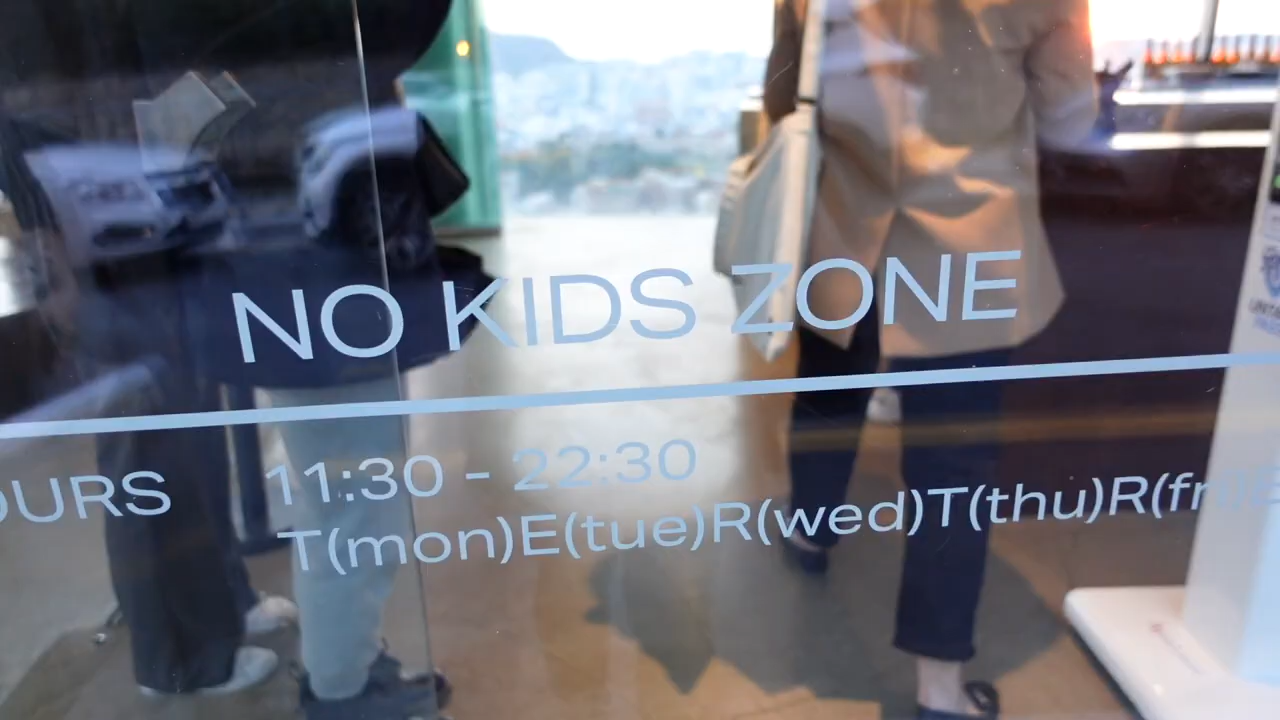 NO KIDS ZONE
OURS 11:30 - 22:30
T(mon)E(tue)R(wed)T(thu)R(fri)E